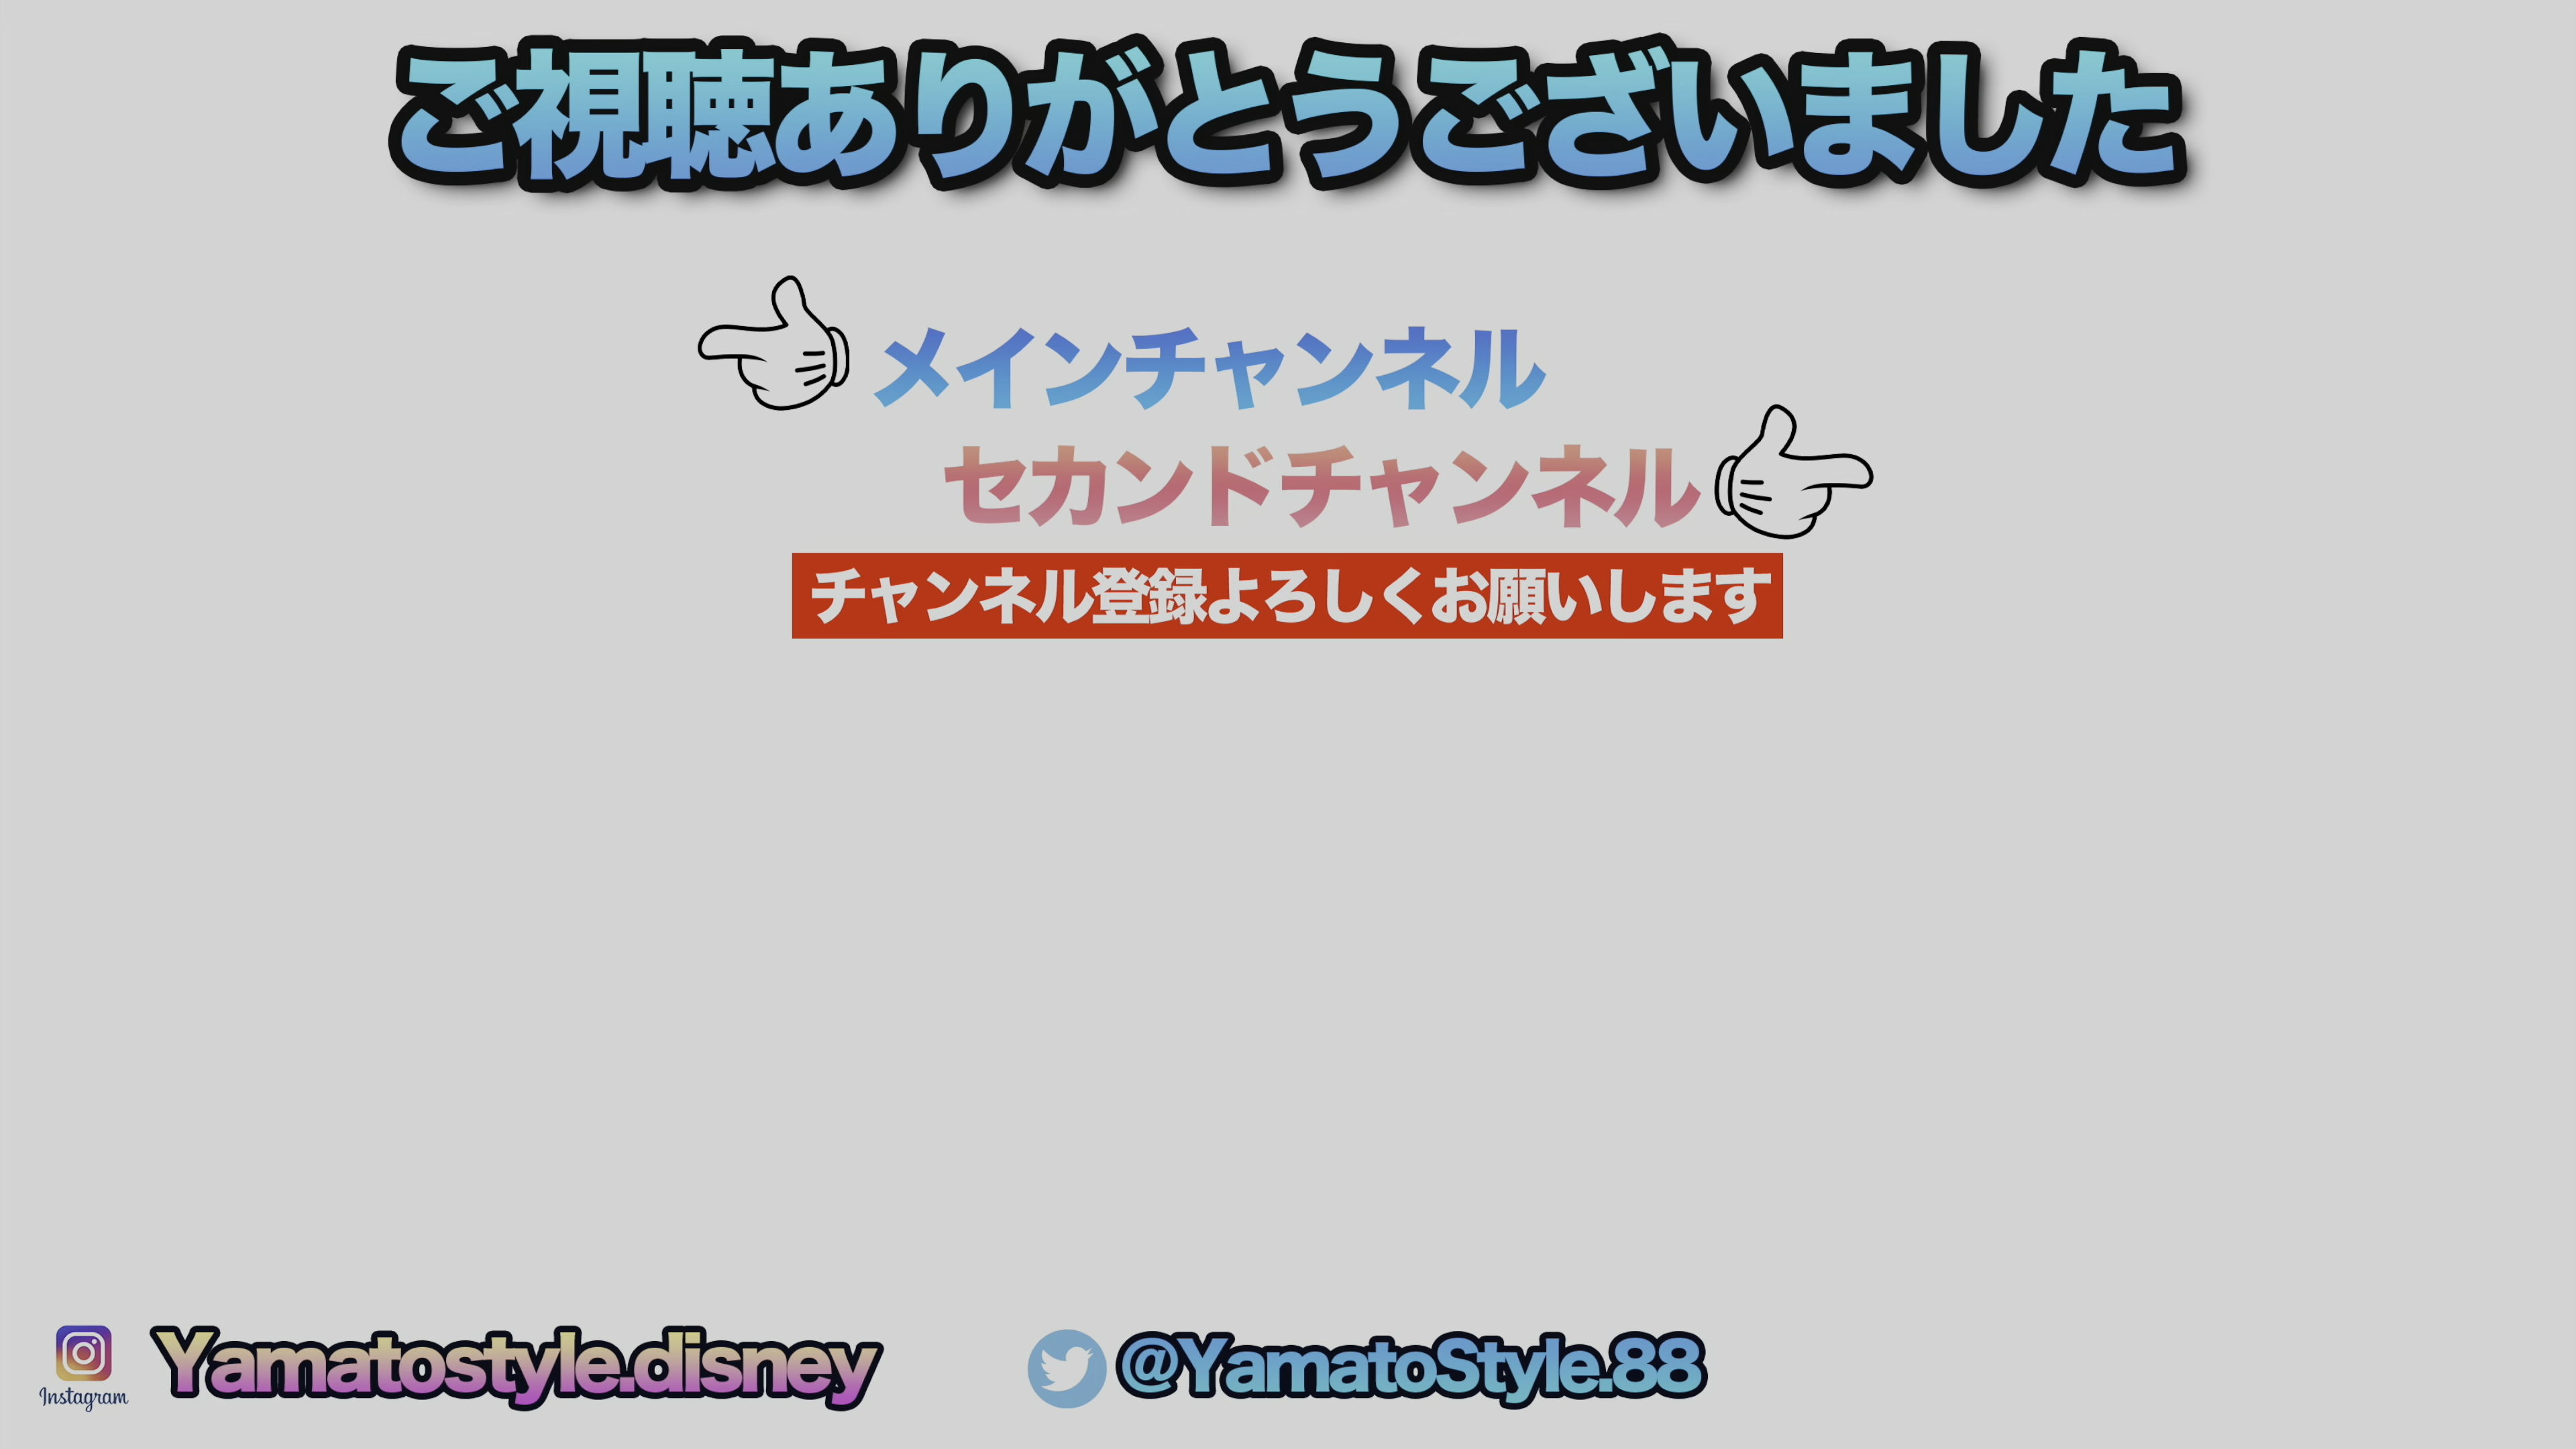 ご視聴ありがとうございました
メインチャンネル
セカンドチャンネル
チャンネル登録よろしくお願いします
Instagram
Yamatostyle.disney
@YamatoStyle.88